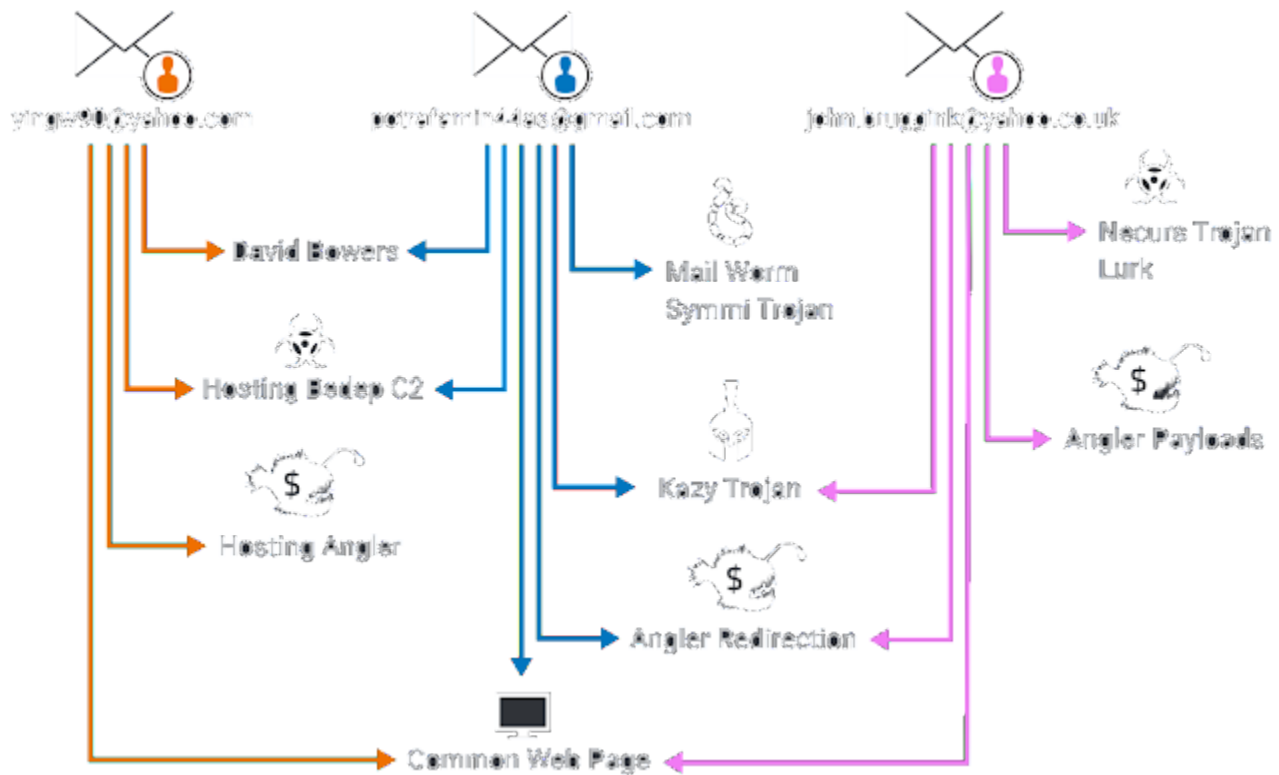 john.bruggink@yahoo.co.uk
David Bowers
Mail Worm
Symmi Trojan
Necurs Trojan
Lurk
Hosting Bedep C2
$
Angler Payloads
$
Hosting Angler
Kazy Trojan
$
Angler Redirection
Common Web Page